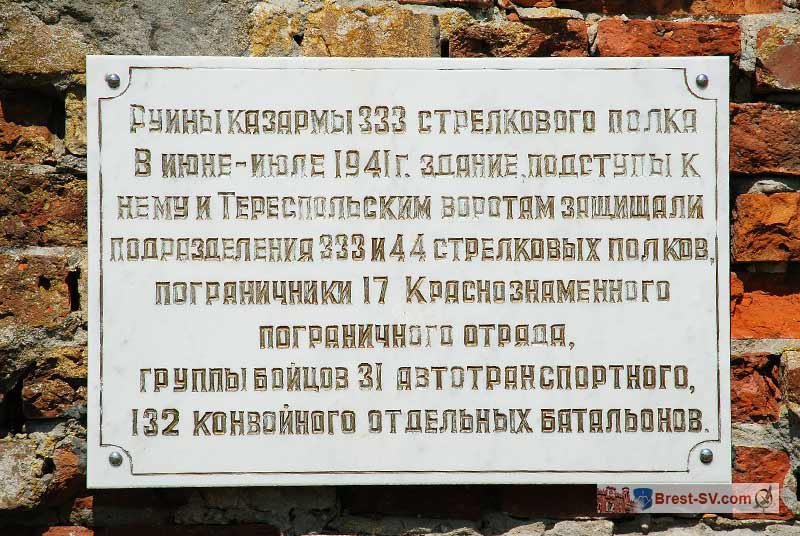 Руины казармы 333 стрелкового полка
В июне-июле 1941г. здание, подступы к
нему и Тереспольским воротам защищали
подразделения 333 и 44 стрелковых полков,
пограничники 17 Краснознаменного
пограничного отряда,
группы бойцов 31 автотранспортного,
132 конвойного отдельных батальонов.
Brest-SV.com